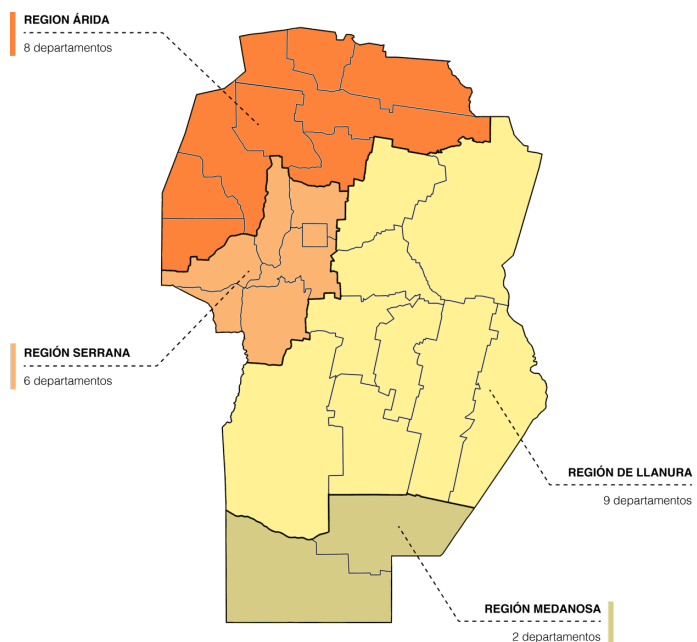 REGION ÁRIDA
8 departamentos
REGIÓN SERRANA
6 departamentos
REGIÓN DE LLANURA
9 departamentos
REGIÓN MEDANOSA
2 departamentos